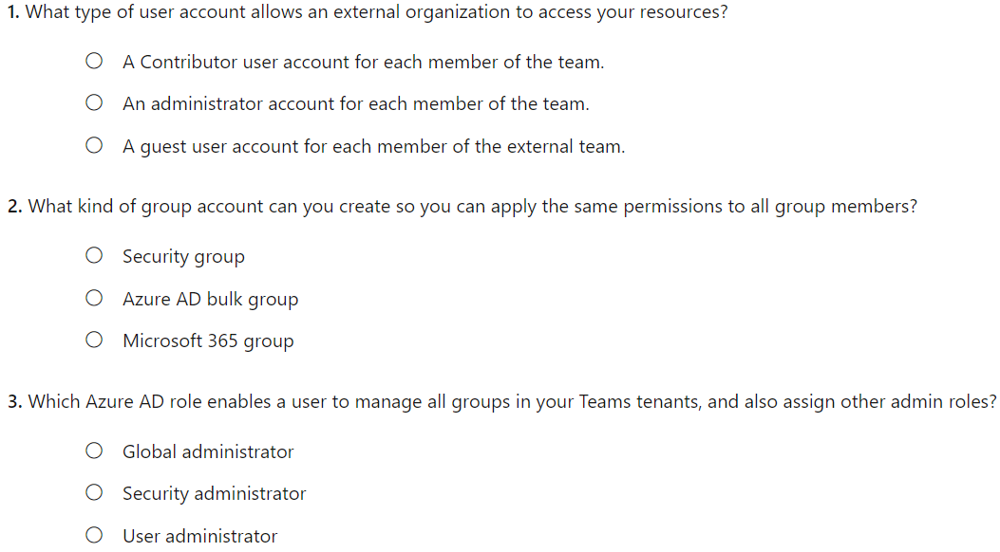 1. What type of user account allows an external organization to access your resources?
A Contributor user account for each member of the team.
An administrator account for each member of the team.
A guest user account for each member of the external team.
2. What kind of group account can you create so you can apply the same permissions to all group members?
Security group
Azure AD bulk group
Microsoft 365 group
3. Which Azure AD role enables a user to manage all groups in your Teams tenants, and also assign other admin roles?
Global administrator
Security administrator
User administrator